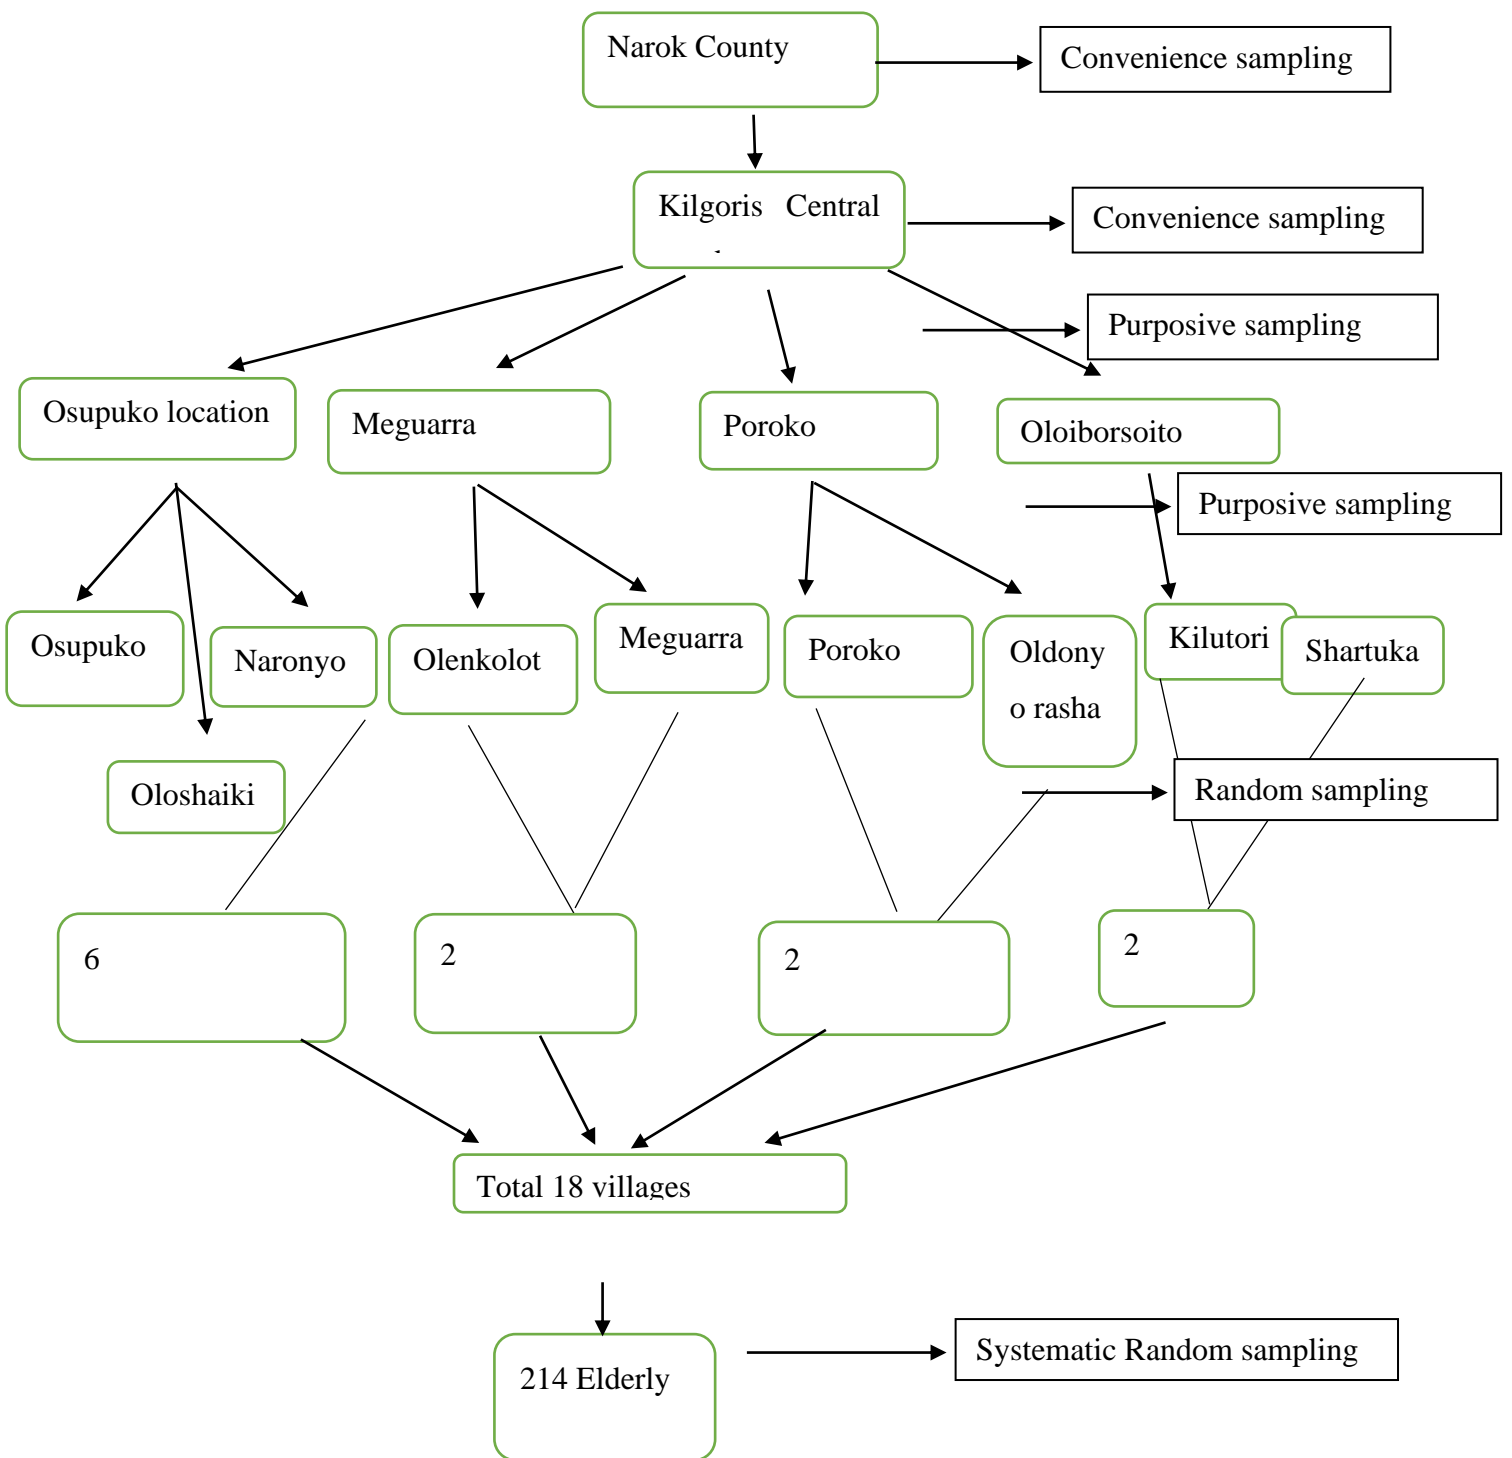 Narok County
Convenience sampling
Kilgoris Central
Convenience sampling
Purposive sampling
Osupuko location
Meguarra
Poroko
Oloiborsoito
Purposive sampling
Osupuko
Naronyo
Olenkolot
Meguarra
Poroko
Oldony
o rasha
Kilutori
Shartuka
Oloshaiki
Random sampling
6
2
2
2
Total 18 villages
214 Elderly
Systematic Random sampling